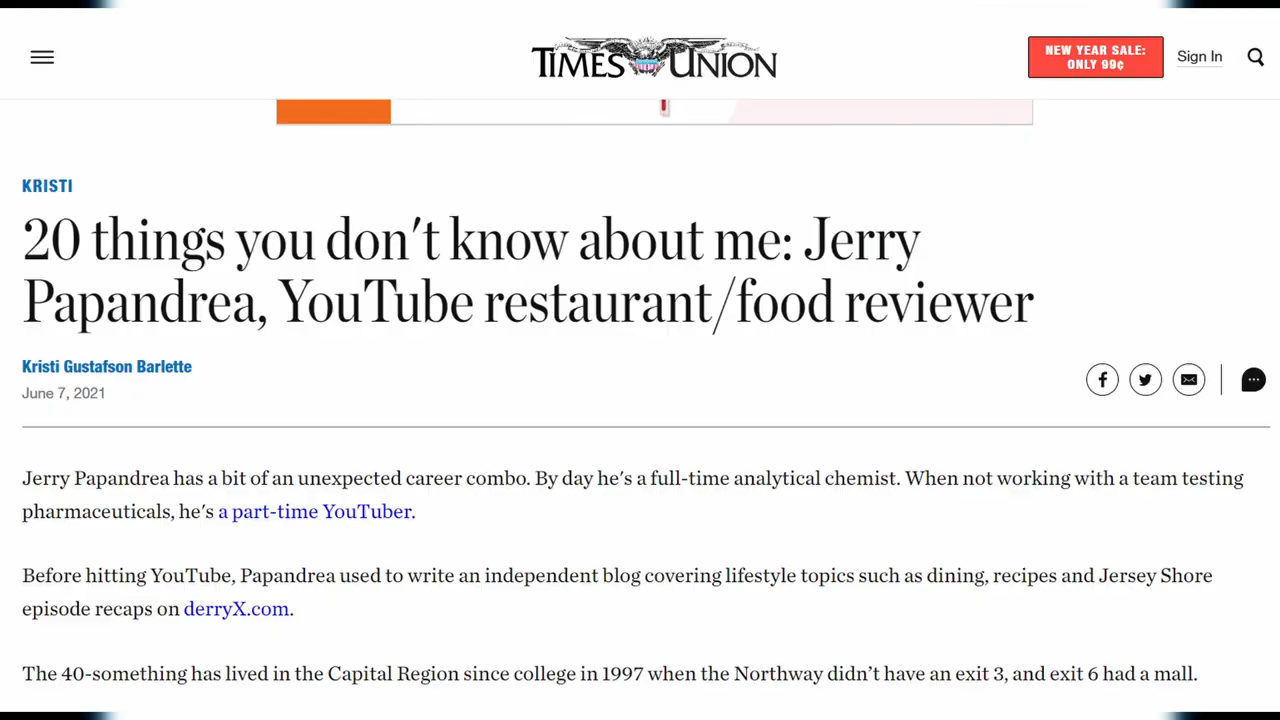 TIMES UNION
NEW YEAR SALE:
ONLY 99¢
Sign In
KRISTI
20 things you don't know about me: Jerry
Papandrea, YouTube restaurant/food reviewer
Kristi Gustafson Barlette
June 7, 2021
Jerry Papandrea has a bit of an unexpected career combo. By day he's a full-time analytical chemist. When not working with a team testing
pharmaceuticals, he's a part-time YouTuber.
Before hitting YouTube, Papandrea used to write an independent blog covering lifestyle topics such as dining, recipes and Jersey Shore
episode recaps on derryX.com.
The 40-something has lived in the Capital Region since college in 1997 when the Northway didn’t have an exit 3, and exit 6 had a mall.